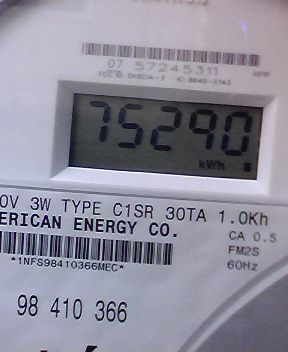 07 57245311
75290
kWh
0V 3W TYPE C1SR 30TA 1.0Kh
ERICAN ENERGY CO.
CA 0.5
FM2S
60Hz
*1NFS98410366MEC*
98 410 366